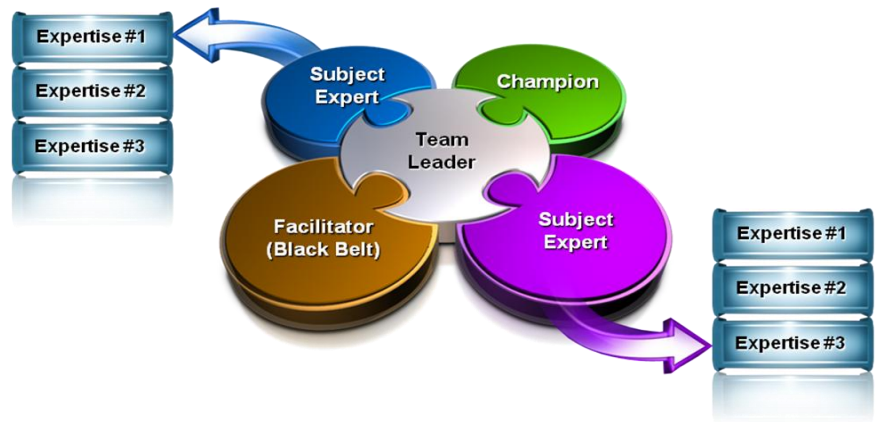 Expertise #1
Expertise #2
Expertise #3
Subject
Expert
Champion
Team
Leader
Facilitator
(Black Belt)
Subject
Expert
Expertise #1
Expertise #2
Expertise #3